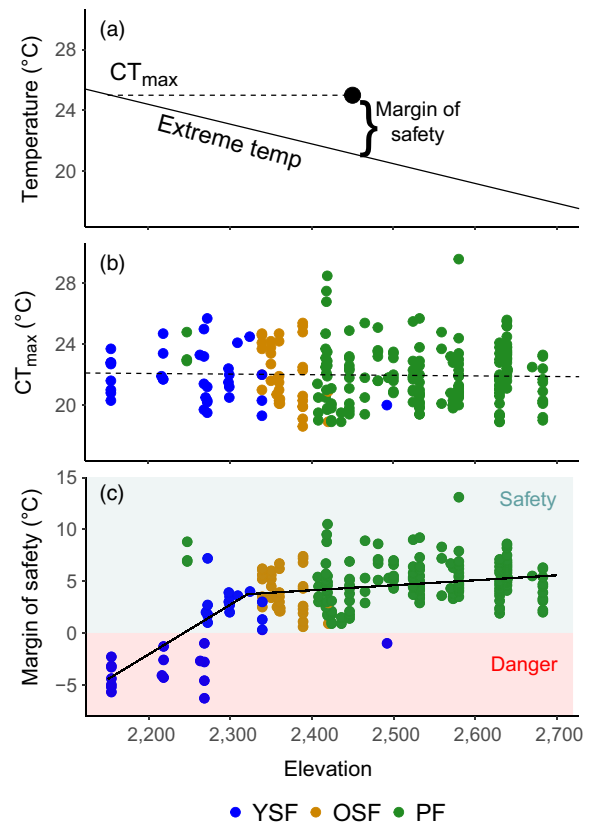 (a)
Temperature (°C)
28
24
20
CTmax
Margin of
safety
Extreme temp
(b)
CTmax (°C)
28
24
20
(c)
Margin of safety (°C)
15
10
5
0
−5
Safety
Danger
2,200 2,300 2,400 2,500 2,600 2,700
Elevation
YSF OSF PF